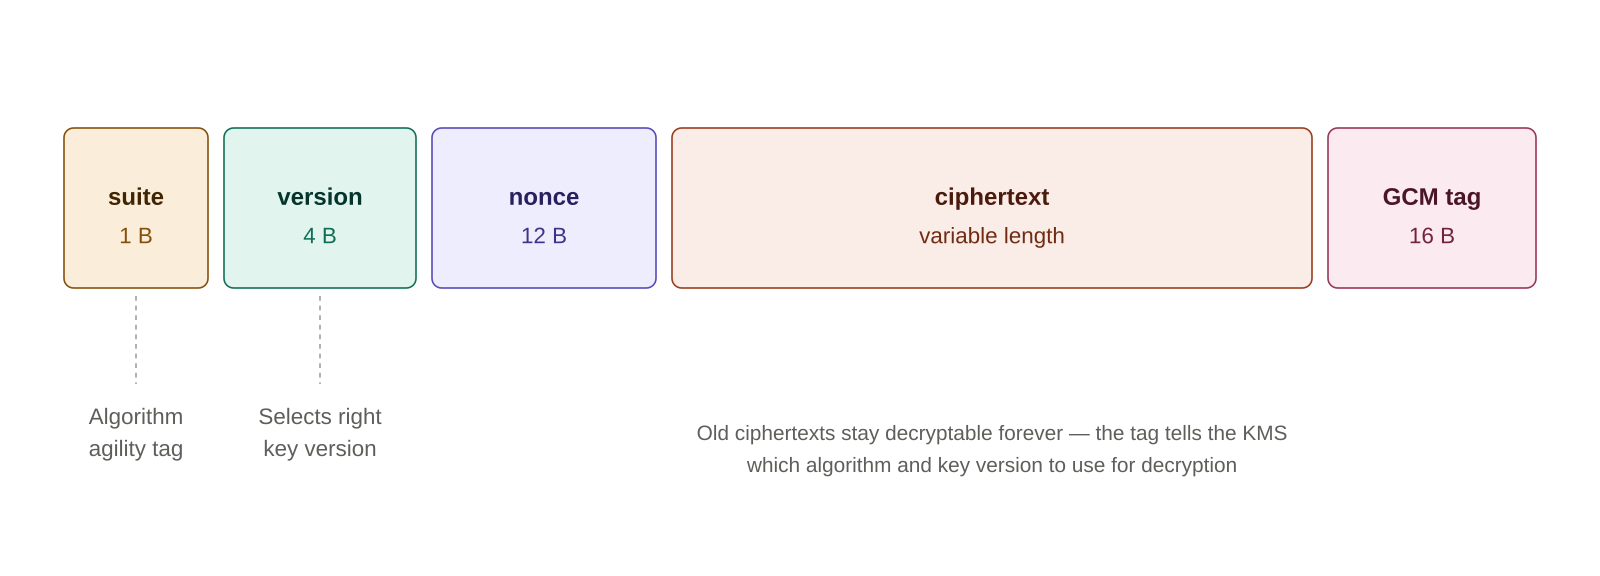 suite
1 B
version
4 B
nonce
12 B
ciphertext
variable length
GCM tag
16 B
Algorithm
agility tag
Selects right
key version
Old ciphertexts stay decryptable forever — the tag tells the KMS
which algorithm and key version to use for decryption